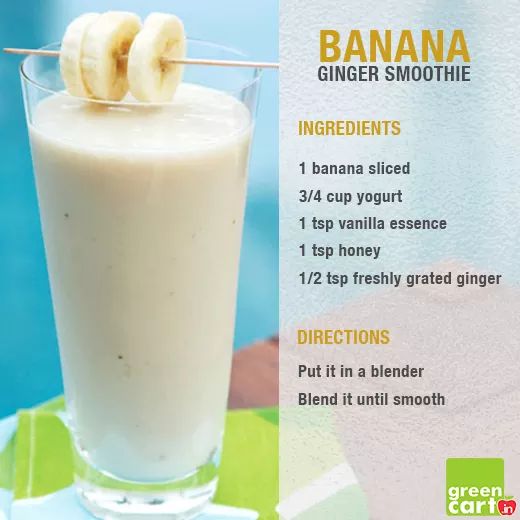 BANANA
GINGER SMOOTHIE
INGREDIENTS
1 banana sliced
3/4 cup yogurt
1 tsp vanilla essence
1 tsp honey
1/2 tsp freshly grated ginger
DIRECTIONS
Put it in a blender
Blend it until smooth
green
cart in